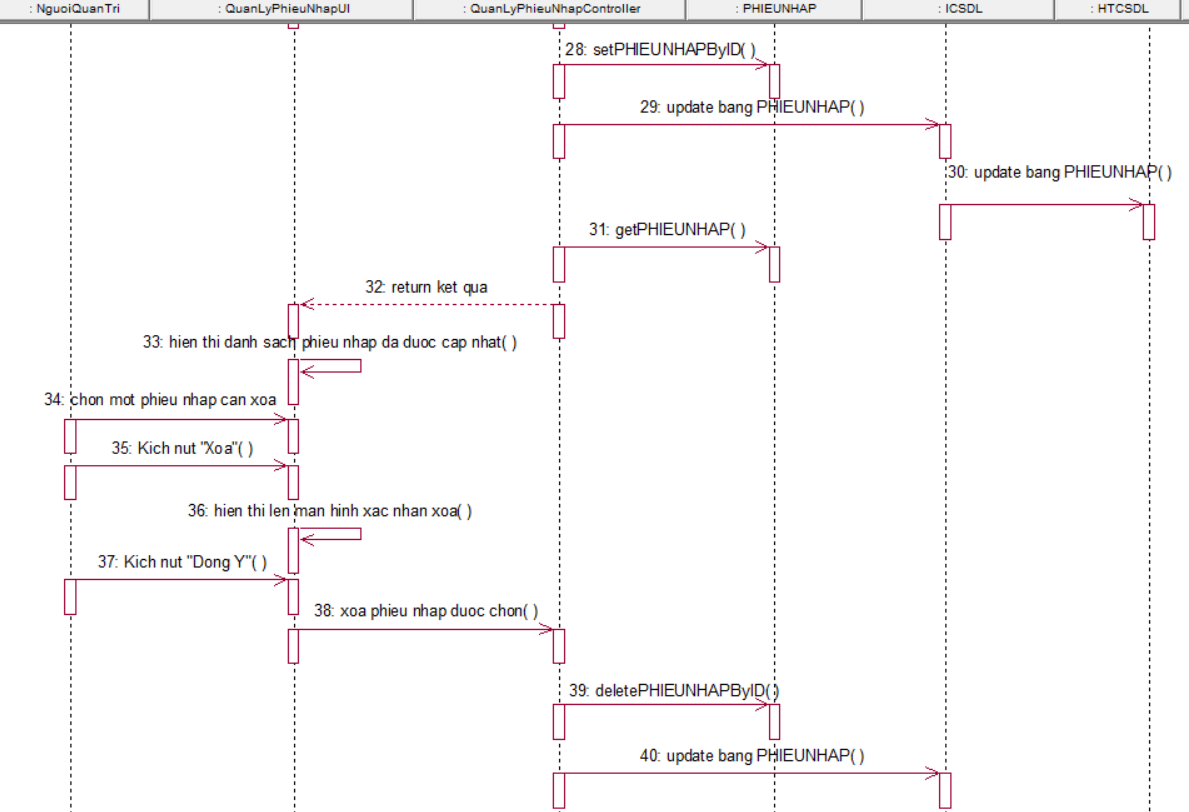 : NguoiQuanTri
: QuanLyPhieuNhapUI
: QuanLyPhieuNhapController
: PHIEUNHAP
: ICSDL
: HTCSDL
28: setPHIEUNHAPByID( )
29: update bang PHIEUNHAP( )
30: update bang PHIEUNHAP( )
31: getPHIEUNHAP( )
32: return ket qua
33: hien thi danh sach phieu nhap da duoc cap nhat( )
34: chon mot phieu nhap can xoa
35: Kich nut "Xoa"( )
36: hien thi len man hinh xac nhan xoa( )
37: Kich nut "Dong Y"( )
38: xoa phieu nhap duoc chon( )
39: deletePHIEUNHAPByID( )
40: update bang PHIEUNHAP( )